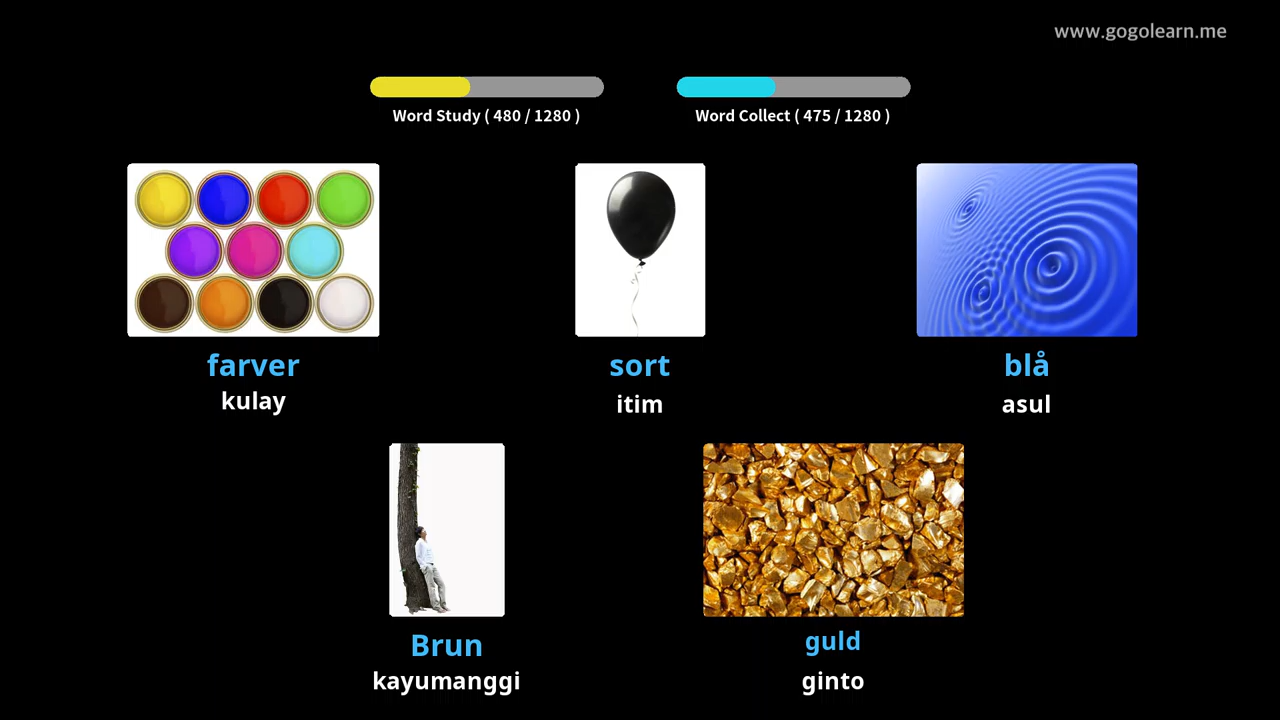 www.gogolearn.me
Word Study ( 480 / 1280 )
Word Collect ( 475 / 1280 )
farver
kulay
sort
itim
blå
asul
Brun
kayumanggi
guld
ginto